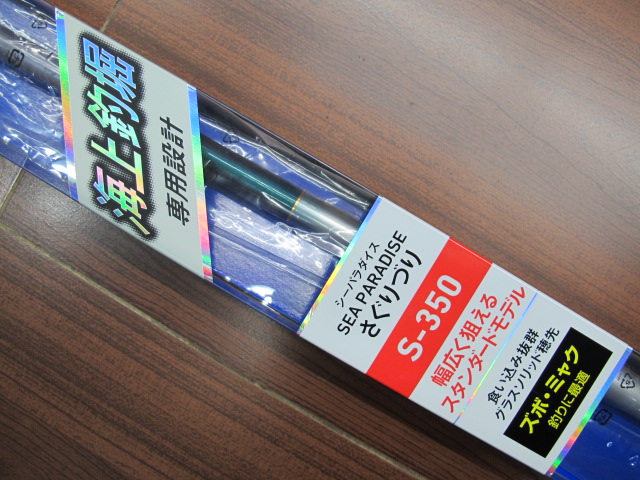 海上釣堀
専用設計
シーパラダイス
SEA PARADISE
さぐりづり
S-350
幅広く狙える
スタンダードモデル
食い込み抜群
グラスソリッド穂先
ズボ・ミャク
釣りに最適